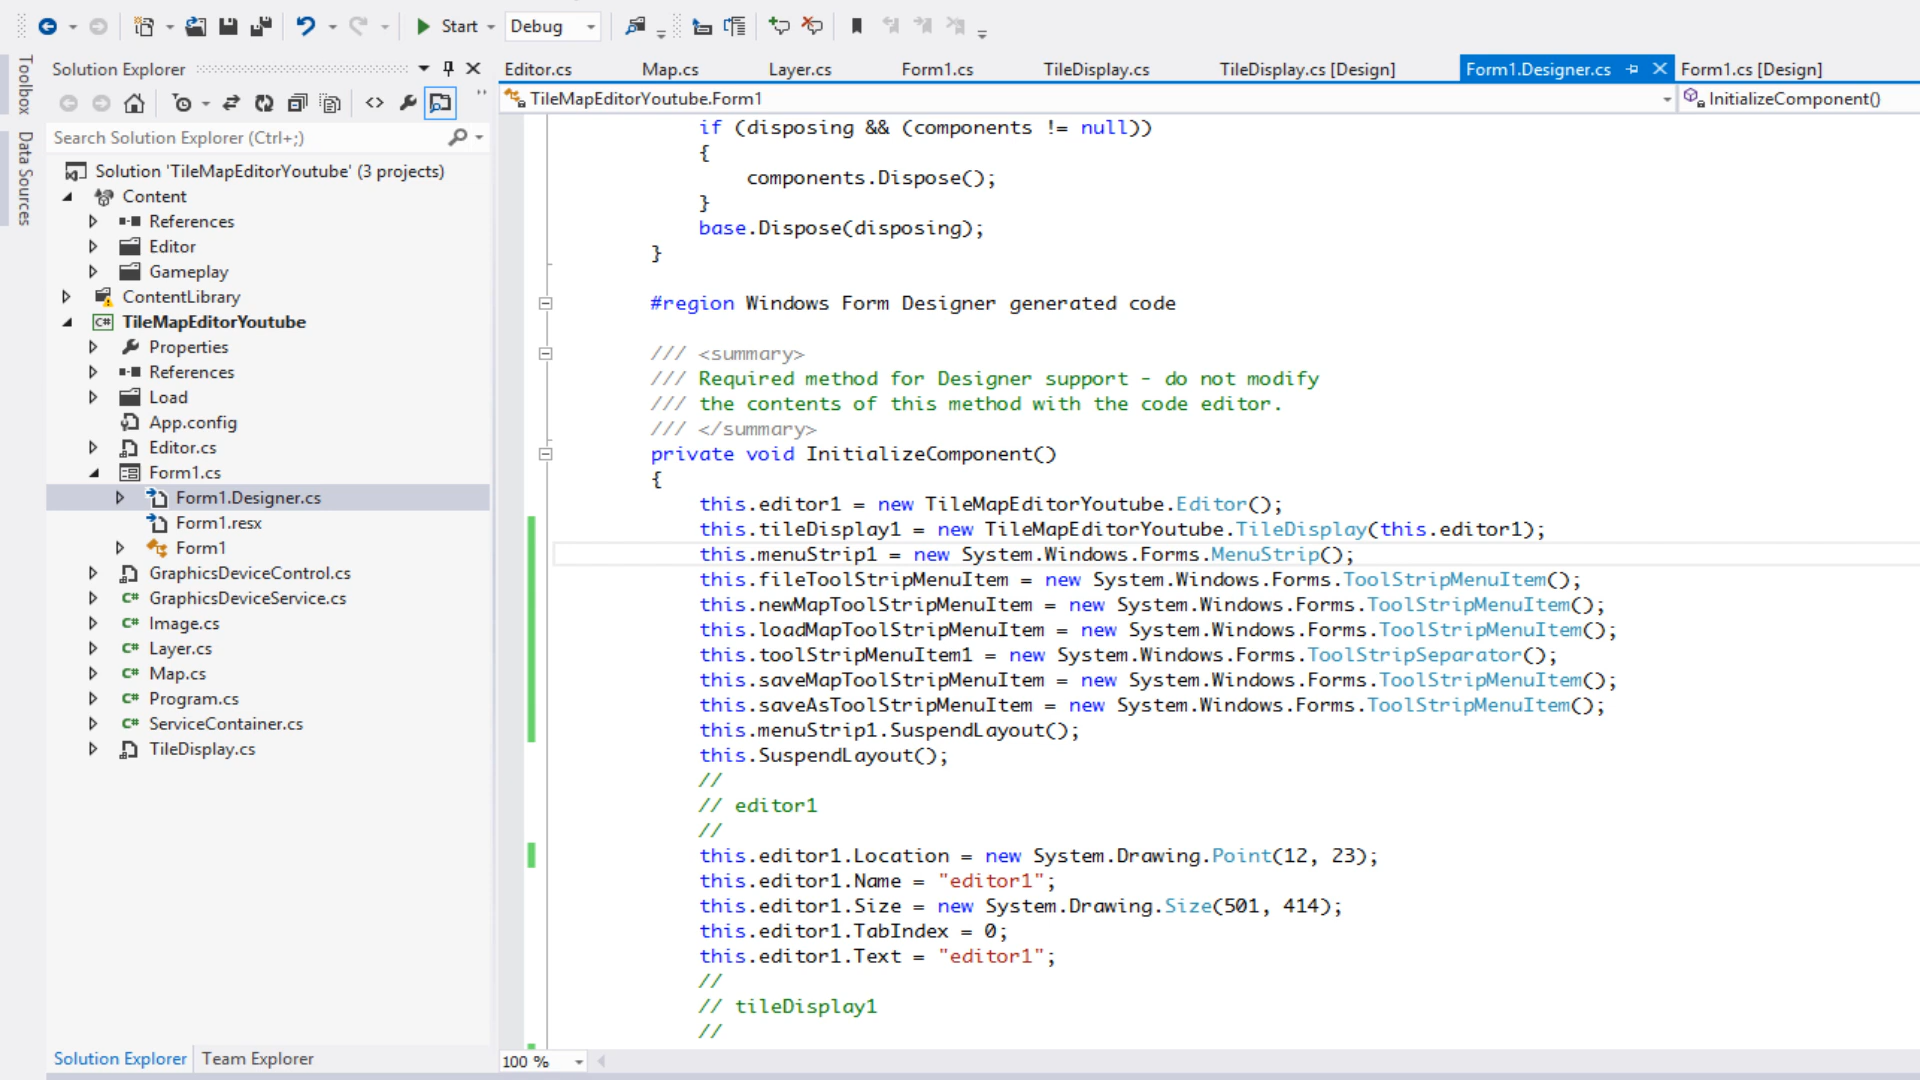 Start
Debug
Toolbox
Data Sources
Solution Explorer
Search Solution Explorer (Ctrl+;)
Solution 'TileMapEditorYoutube' (3 projects)
Content
References
Editor
Gameplay
ContentLibrary
TileMapEditorYoutube
Properties
References
Load
App.config
Editor.cs
Form1.cs
Form1.Designer.cs
Form1.resx
Form1
GraphicsDeviceControl.cs
GraphicsDeviceService.cs
Image.cs
Layer.cs
Map.cs
Program.cs
ServiceContainer.cs
TileDisplay.cs
Solution Explorer Team Explorer
Editor.cs Map.cs Layer.cs Form1.cs TileDisplay.cs TileDisplay.cs [Design] Form1.Designer.cs Form1.cs [Design]
TileMapEditorYoutube.Form1 InitializeComponent()
if (disposing && (components != null))
{
components.Dispose();
}
base.Dispose(disposing);
}
#region Windows Form Designer generated code
/// <summary>
/// Required method for Designer support - do not modify
/// the contents of this method with the code editor.
/// </summary>
private void InitializeComponent()
{
this.editor1 = new TileMapEditorYoutube.Editor();
this.tileDisplay1 = new TileMapEditorYoutube.TileDisplay(this.editor1);
this.menuStrip1 = new System.Windows.Forms.MenuStrip();
this.fileToolStripMenuItem = new System.Windows.Forms.ToolStripMenuItem();
this.newMapToolStripMenuItem = new System.Windows.Forms.ToolStripMenuItem();
this.loadMapToolStripMenuItem = new System.Windows.Forms.ToolStripMenuItem();
this.toolStripMenuItem1 = new System.Windows.Forms.ToolStripSeparator();
this.saveMapToolStripMenuItem = new System.Windows.Forms.ToolStripMenuItem();
this.saveAsToolStripMenuItem = new System.Windows.Forms.ToolStripMenuItem();
this.menuStrip1.SuspendLayout();
this.SuspendLayout();
//
// editor1
//
this.editor1.Location = new System.Drawing.Point(12, 23);
this.editor1.Name = "editor1";
this.editor1.Size = new System.Drawing.Size(501, 414);
this.editor1.TabIndex = 0;
this.editor1.Text = "editor1";
//
// tileDisplay1
//
100 %